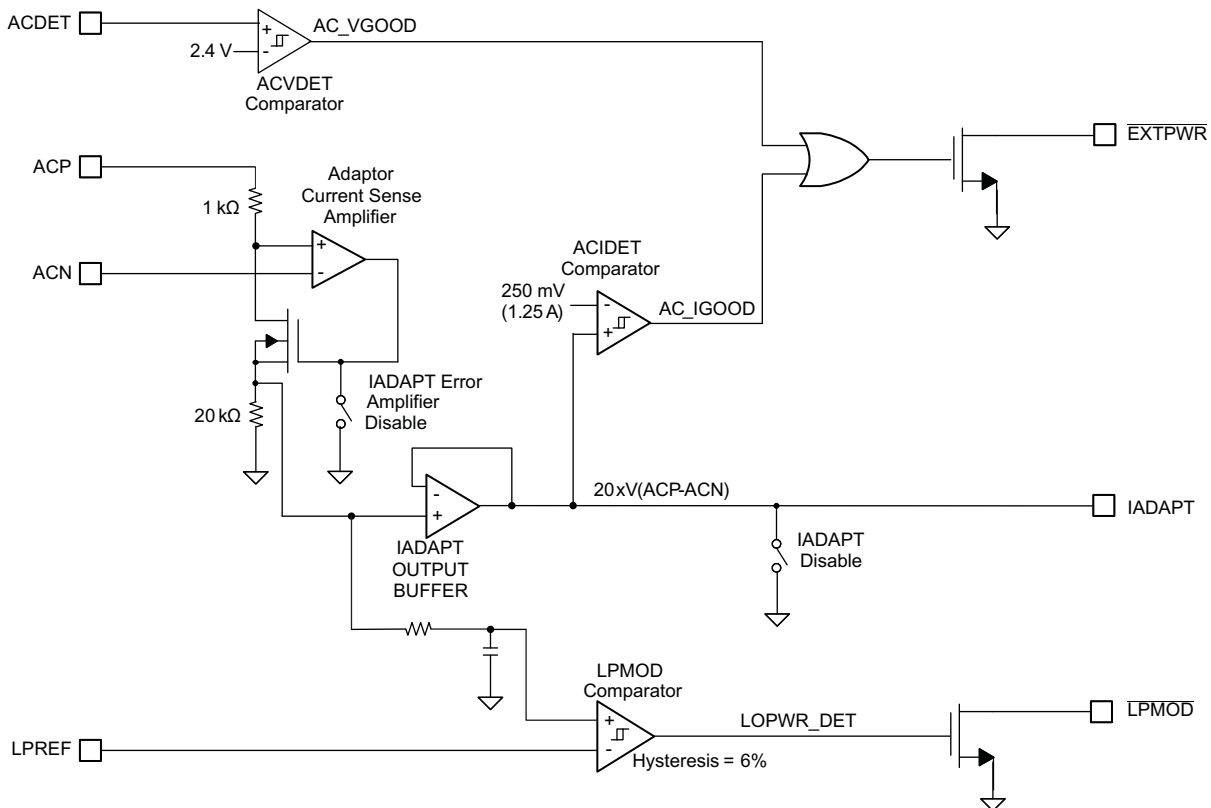 ACDET
2.4 V
+
-
AC_VGOOD
ACVDET
Comparator
EXTPWR
ACP
1 kΩ
Adaptor
Current Sense
Amplifier
+
-
ACN
ACIDET
Comparator
250 mV
(1.25 A)
-
+
AC_IGOOD
20 kΩ
IADAPT Error
Amplifier
Disable
-
+
IADAPT
OUTPUT
BUFFER
20 x V(ACP-ACN)
IADAPT
IADAPT
Disable
LPMOD
Comparator
+
-
LOPWR_DET
Hysteresis = 6%
LPMOD
LPREF